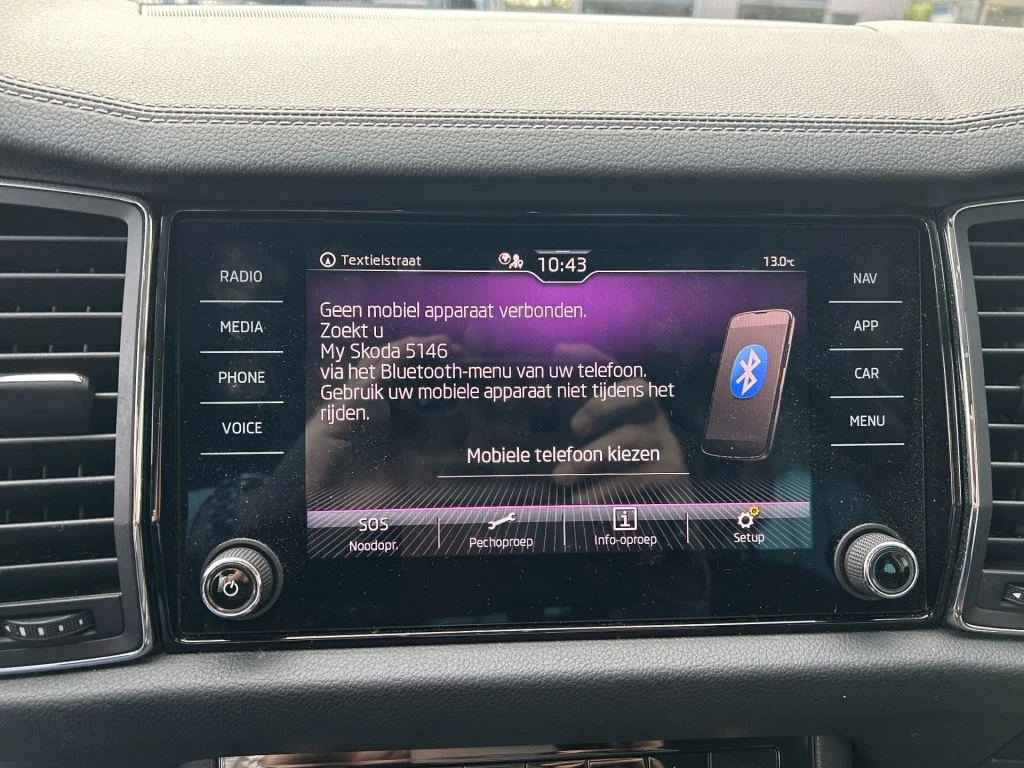 Textielstraat 10:43 13.0°c
RADIO
MEDIA
PHONE
VOICE
Geen mobiel apparaat verbonden.
Zoekt u
My Skoda 5146
via het Bluetooth-menu van uw telefoon.
Gebruik uw mobiele apparaat niet tijdens het
rijden.
Mobiele telefoon kiezen
SOS
Noodopr. Pechoproep Info-oproep Setup
NAV
APP
CAR
MENU